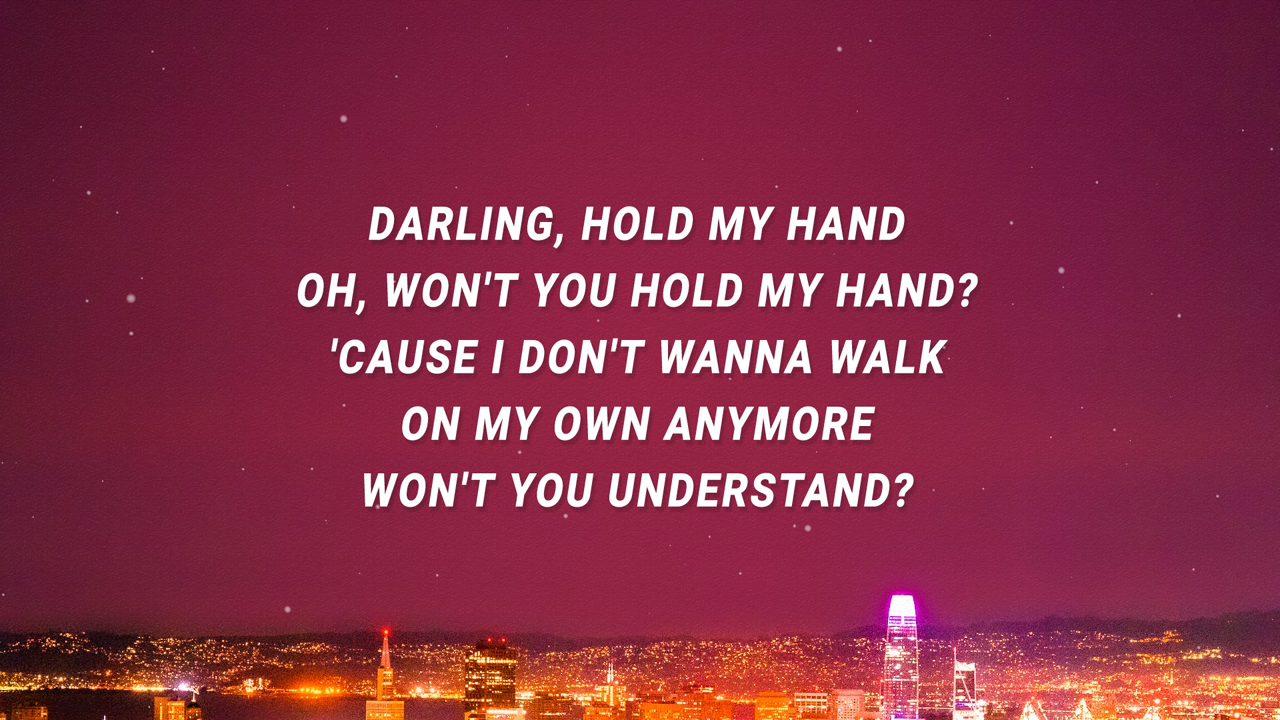 DARLING, HOLD MY HAND
OH, WON'T YOU HOLD MY HAND?
'CAUSE I DON'T WANNA WALK
ON MY OWN ANYMORE
WON'T YOU UNDERSTAND?